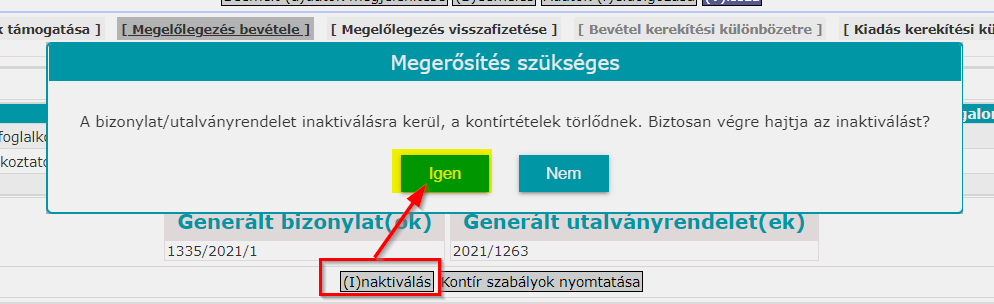 k támogatása ] [ Megelőlegezés bevétele ] [ Megelőlegezés visszafizetése ] [ Bevétel kerekítési különbözetre ] [ Kiadás kerekítési kü
Megerősítés szükséges
A bizonylat/utalványrendelet inaktiválásra kerül, a kontírtételek törlődnek. Biztosan végre hajtja az inaktiválást?
foglalko
koztató
Igen Nem
Generált bizonylat(ok) Generált utalványrendelet(ek)
1335/2021/1 2021/1263
(I)naktiválás Kontír szabályok nyomtatása